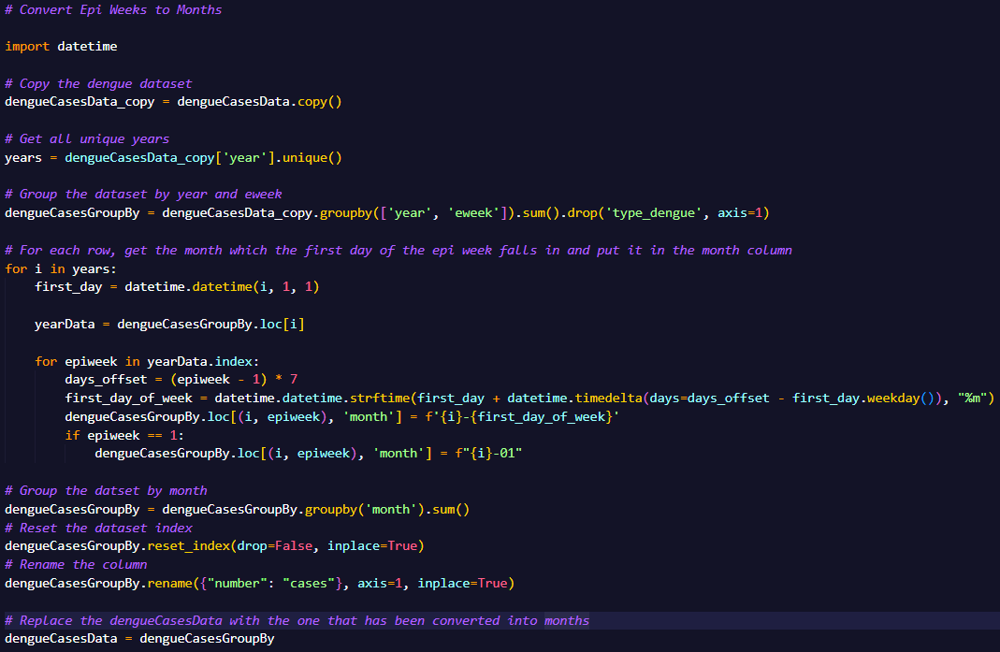 # Convert Epi Weeks to Months
import datetime
# Copy the dengue dataset
dengueCasesData_copy = dengueCasesData.copy()
# Get all unique years
years = dengueCasesData_copy['year'].unique()
# Group the dataset by year and eweek
dengueCasesGroupBy = dengueCasesData_copy.groupby(['year', 'eweek']).sum().drop('type_dengue', axis=1)
# For each row, get the month which the first day of the epi week falls in and put it in the month column
for i in years:
    first_day = datetime.datetime(i, 1, 1)
    yearData = dengueCasesGroupBy.loc[i]
    for epiweek in yearData.index:
        days_offset = (epiweek - 1) * 7
        first_day_of_week = datetime.datetime.strftime(first_day + datetime.timedelta(days=days_offset - first_day.weekday()), "%m")
        dengueCasesGroupBy.loc[(i, epiweek), 'month'] = f'{i}-{first_day_of_week}'
        if epiweek == 1:
            dengueCasesGroupBy.loc[(i, epiweek), 'month'] = f"{i}-01"
# Group the datset by month
dengueCasesGroupBy = dengueCasesGroupBy.groupby('month').sum()
# Reset the dataset index
dengueCasesGroupBy.reset_index(drop=False, inplace=True)
# Rename the column
dengueCasesGroupBy.rename({"number": "cases"}, axis=1, inplace=True)
# Replace the dengueCasesData with the one that has been converted into months
dengueCasesData = dengueCasesGroupBy